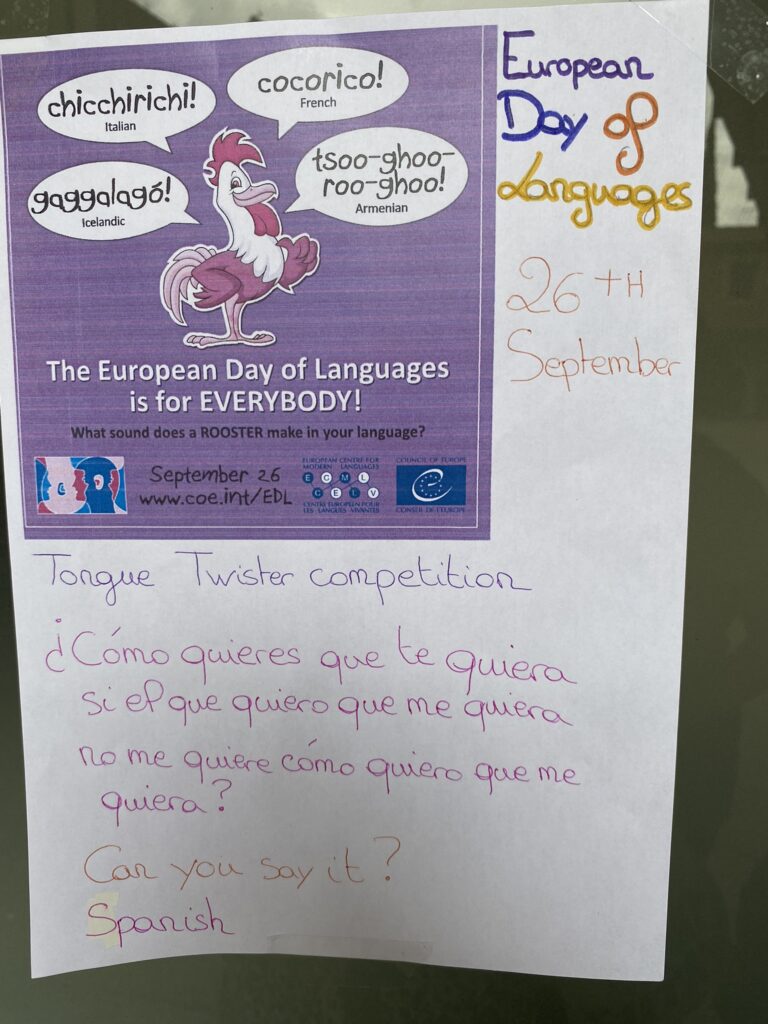 chicchirichi!
Italian
cocorico!
French
gaggalagó!
Icelandic
tsoo-ghoo-
roo-ghoo!
Armenian
The European Day of Languages
is for EVERYBODY!
What sound does a ROOSTER make in your language?
September 26
www.coe.int/EDL
EUROPEAN CENTRE FOR
MODERN LANGUAGES
E C M L
C E L V
CENTRE EUROPEEN POUR
LES LANGUES VIVANTES
COUNCIL OF EUROPE
CONSEIL DE L'EUROPE
European
Day of
Languages
26TH
September
Tongue Twister competition
¿Cómo quieres que te quiera
si el que quiero que me quiera
no me quiere cómo quiero que me
quiera?
Can you say it?
Spanish